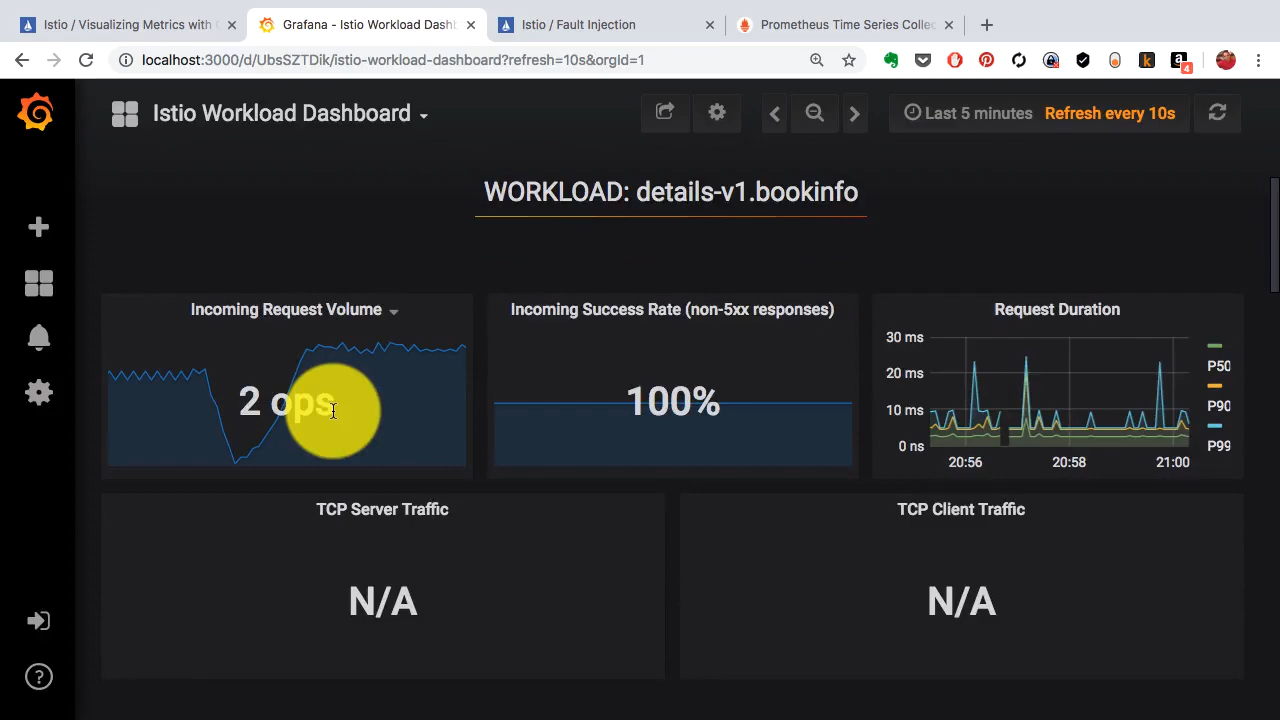 Istio / Visualizing Metrics with
Grafana - Istio Workload Dashb
Istio / Fault Injection
Prometheus Time Series Collec
localhost:3000/d/UbsSZTDik/istio-workload-dashboard?refresh=10s&orgId=1
4
Istio Workload Dashboard
Last 5 minutes Refresh every 10s
WORKLOAD: details-v1.bookinfo
Incoming Request Volume
2 ops
Incoming Success Rate (non-5xx responses)
100%
Request Duration
30 ms
20 ms
10 ms
0 ns
20:56 20:58 21:00
P50
P90
P99
TCP Server Traffic
N/A
TCP Client Traffic
N/A